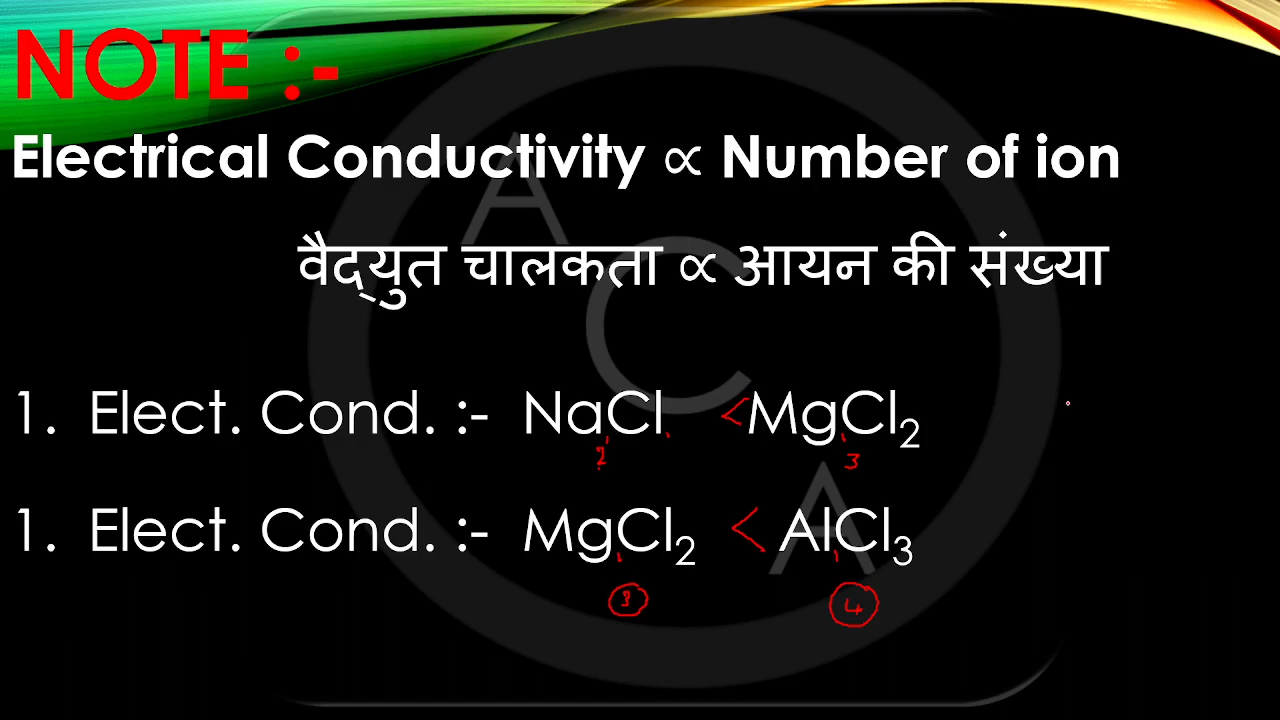 NOTE :-
Electrical Conductivity ∝ Number of ion
वैद्युत चालकता ∝ आयन की संख्या
1. Elect. Cond. :- NaCl < MgCl₂
2 3
1. Elect. Cond. :- MgCl₂ < AlCl₃
3 4
A C A